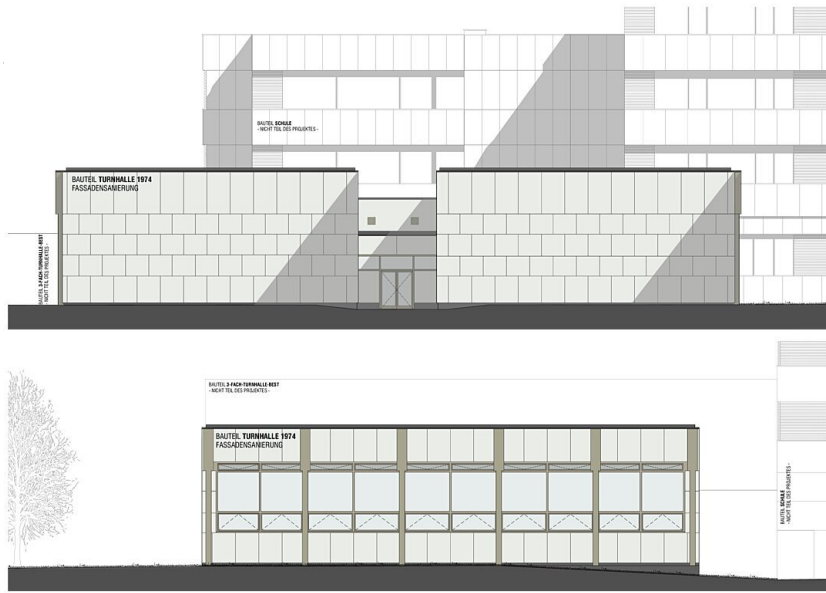 BAUTEIL SCHULE
- NICHT TEIL DES PROJEKTES -
BAUTEIL TURNHALLE 1974
FASSADENSANIERUNG
BAUTEIL 3-FACH-TURNHALLE-BEST
- NICHT TEIL DES PROJEKTES -
BAUTEIL 3-FACH-TURNHALLE-BEST
- NICHT TEIL DES PROJEKTES -
BAUTEIL TURNHALLE 1974
FASSADENSANIERUNG
BAUTEIL SCHULE
- NICHT TEIL DES PROJEKTES -